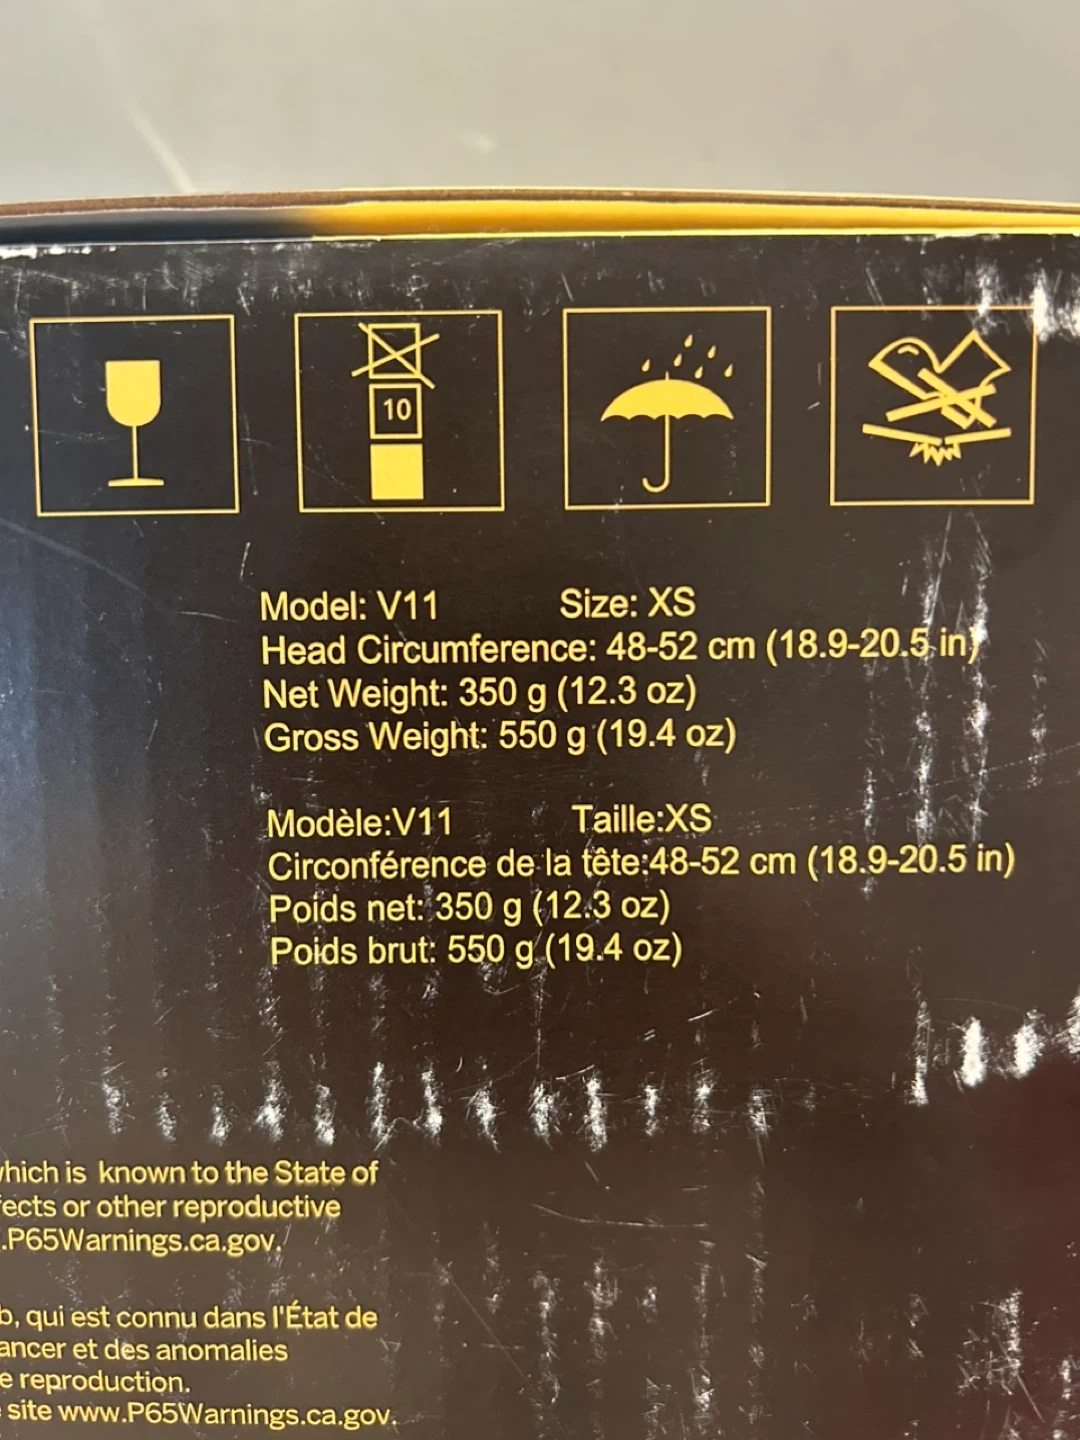 10
Model: V11 Size: XS
Head Circumference: 48-52 cm (18.9-20.5 in)
Net Weight: 350 g (12.3 oz)
Gross Weight: 550 g (19.4 oz)
Modèle:V11 Taille:XS
Circonférence de la tête:48-52 cm (18.9-20.5 in)
Poids net: 350 g (12.3 oz)
Poids brut: 550 g (19.4 oz)
which is known to the State of
fects or other reproductive
.P65Warnings.ca.gov.
b, qui est connu dans l'État de
ancer et des anomalies
e reproduction.
site www.P65Warnings.ca.gov.